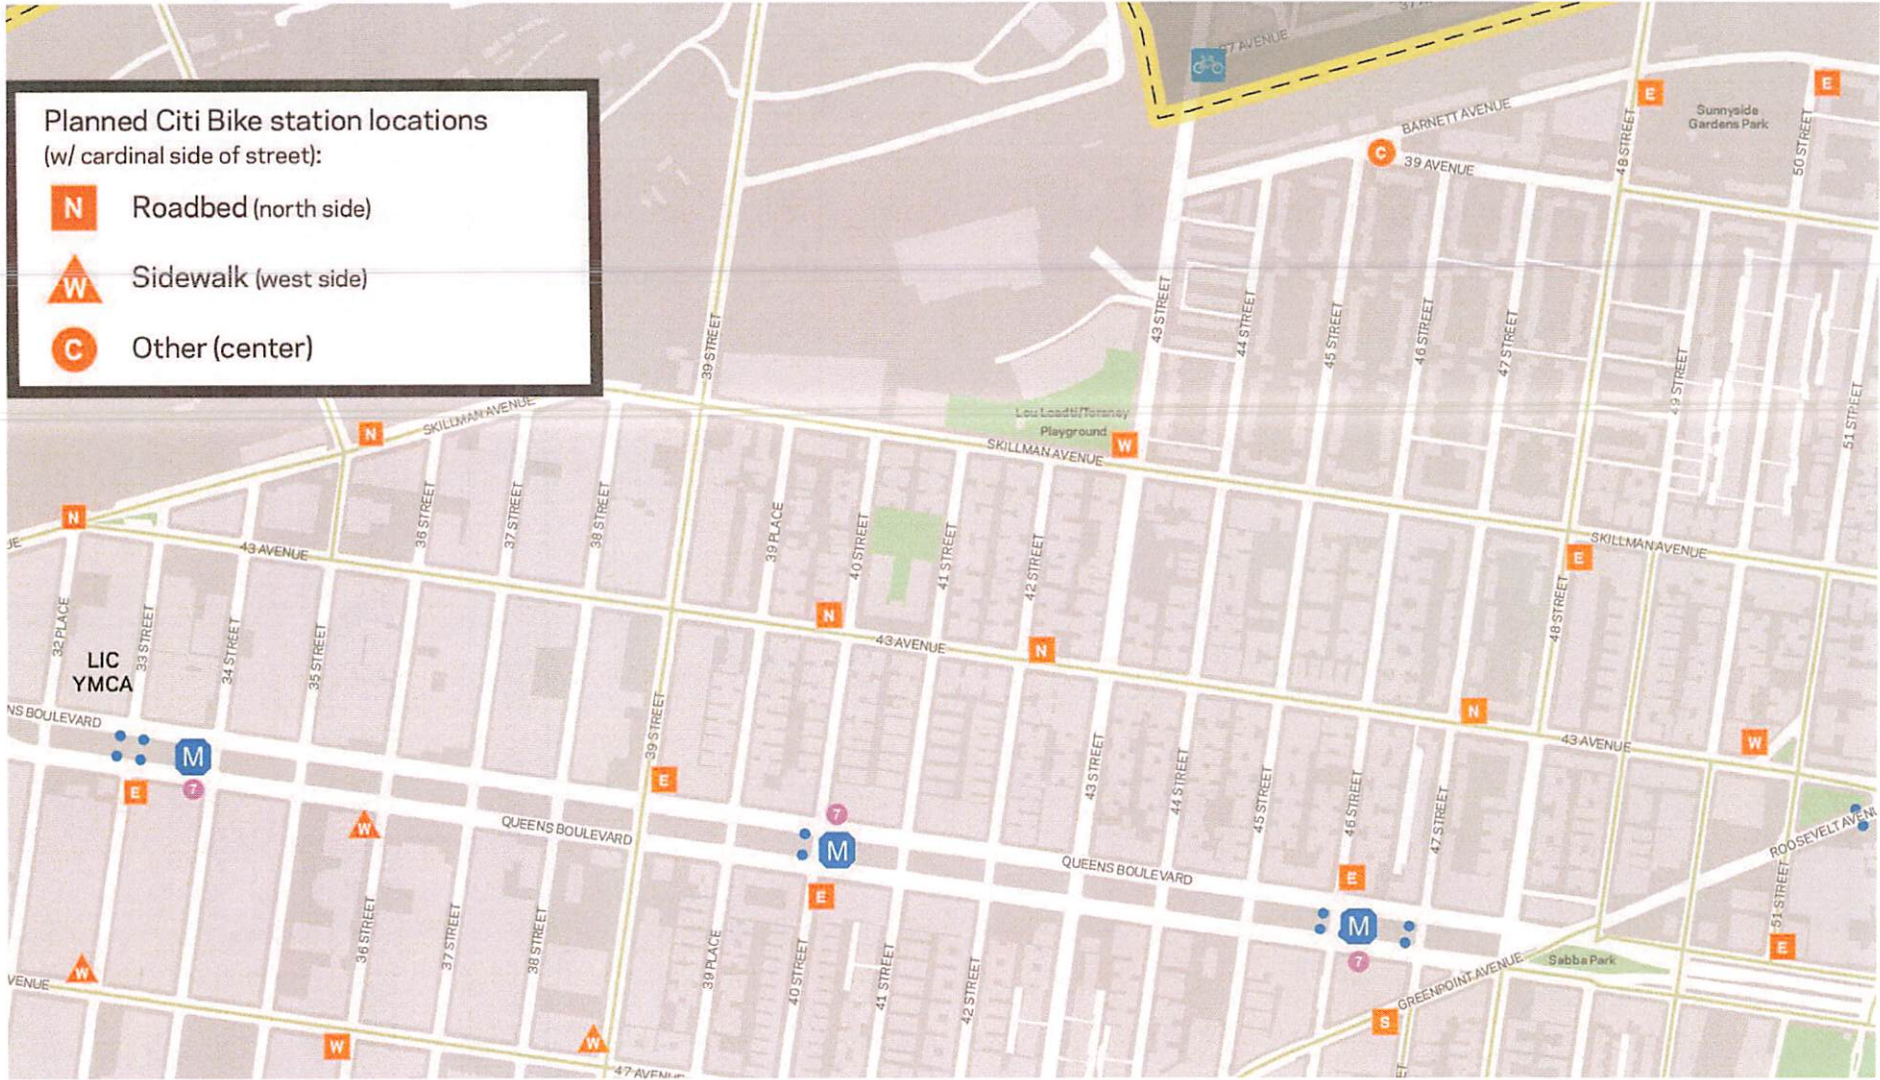 Planned Citi Bike station locations
(w/ cardinal side of street):
N Roadbed (north side)
W Sidewalk (west side)
C Other (center)
37 AVENUE
BARNETT AVENUE
39 AVENUE
C
E
E
Sunnyside
Gardens Park
48 STREET
50 STREET
39 STREET
43 STREET
44 STREET
45 STREET
46 STREET
47 STREET
49 STREET
51 STREET
SKILLMAN AVENUE
N
Playground
W
SKILLMAN AVENUE
N
36 STREET
37 STREET
38 STREET
39 PLACE
40 STREET
41 STREET
42 STREET
SKILLMAN AVENUE
E
48 STREET
43 AVENUE
32 PLACE
33 STREET
34 STREET
35 STREET
LIC
YMCA
N
43 AVENUE
N
N
43 AVENUE
W
NS BOULEVARD
M
7
E
39 STREET
E
43 STREET
44 STREET
45 STREET
46 STREET
47 STREET
W
QUEENS BOULEVARD
7
M
E
QUEENS BOULEVARD
E
M
7
ROOSEVELT AVENU
51 STREET
E
36 STREET
37 STREET
38 STREET
39 PLACE
40 STREET
41 STREET
42 STREET
GREENPOINT AVENUE
Sabba Park
S
W
VENUE
W
W
47 AVENUE